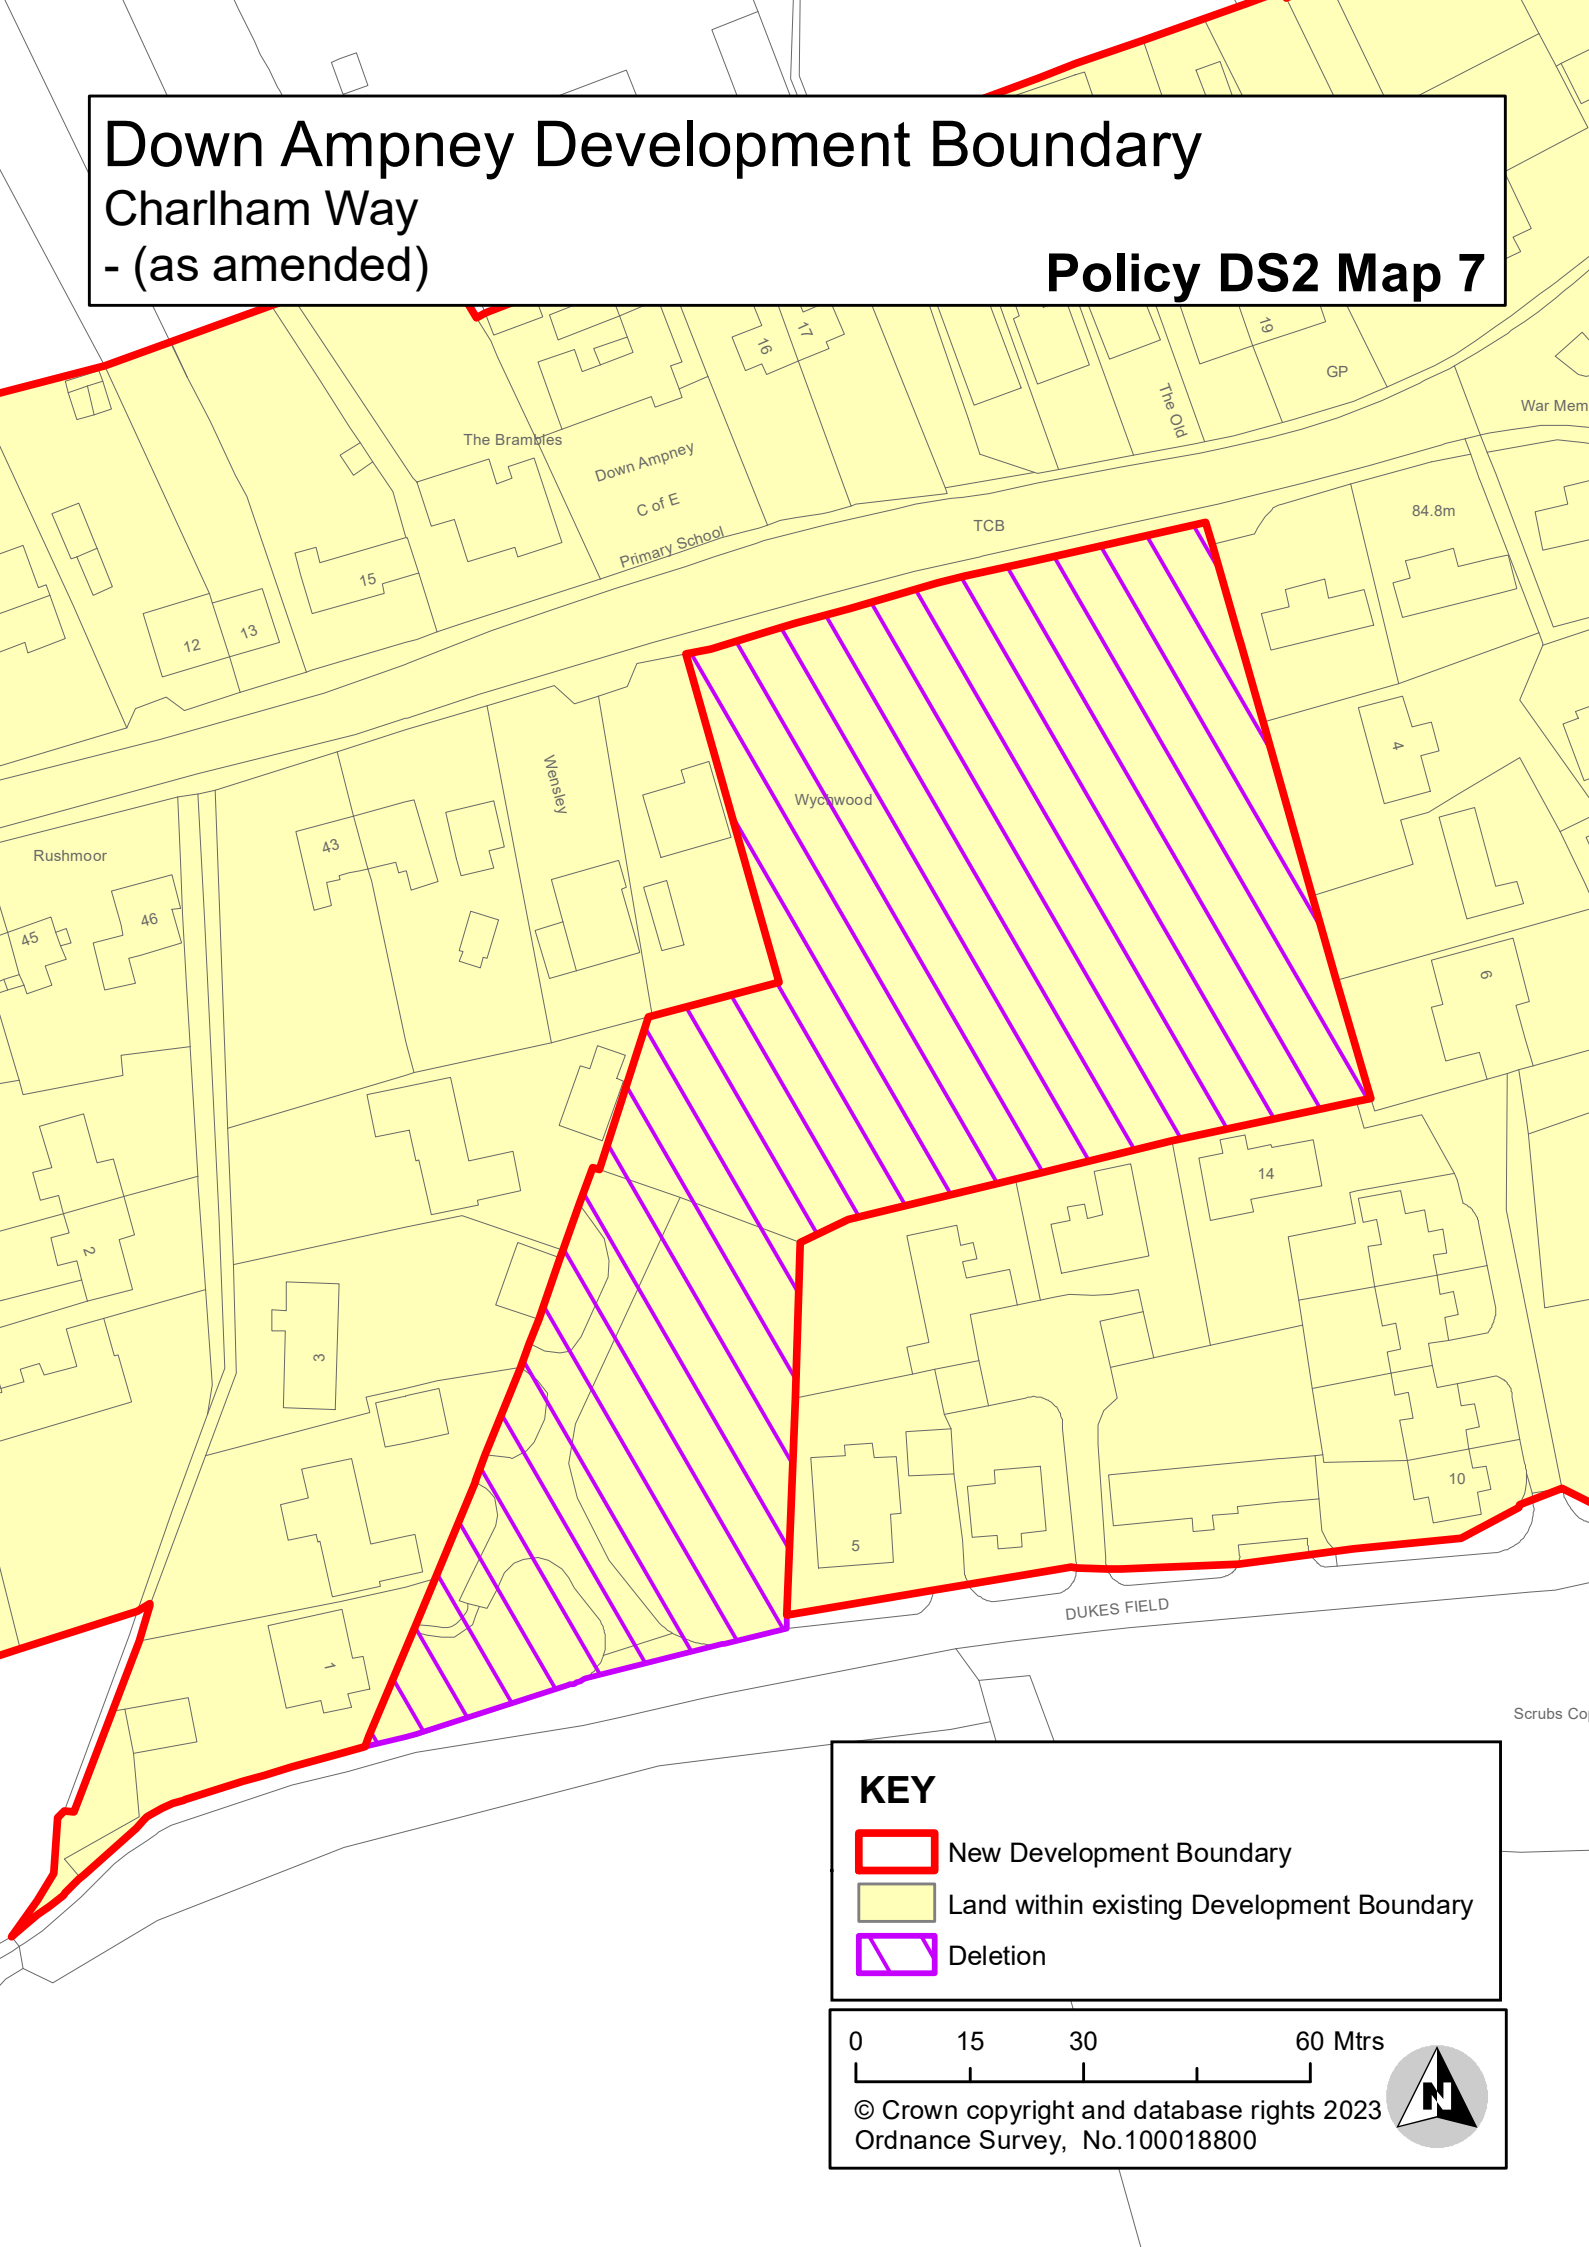 Down Ampney Development Boundary
Charlham Way
- (as amended)
Policy DS2 Map 7
16
17
19
GP
The Old
War Mem
The Brambles
Down Ampney
C of E
Primary School
TCB
84.8m
15
12
13
Wensley
Wychwood
4
43
Rushmoor
46
45
6
14
2
3
10
5
DUKES FIELD
1
Scrubs Co
KEY
New Development Boundary
Land within existing Development Boundary
Deletion
0 15 30 60 Mtrs
N
© Crown copyright and database rights 2023
Ordnance Survey, No.100018800